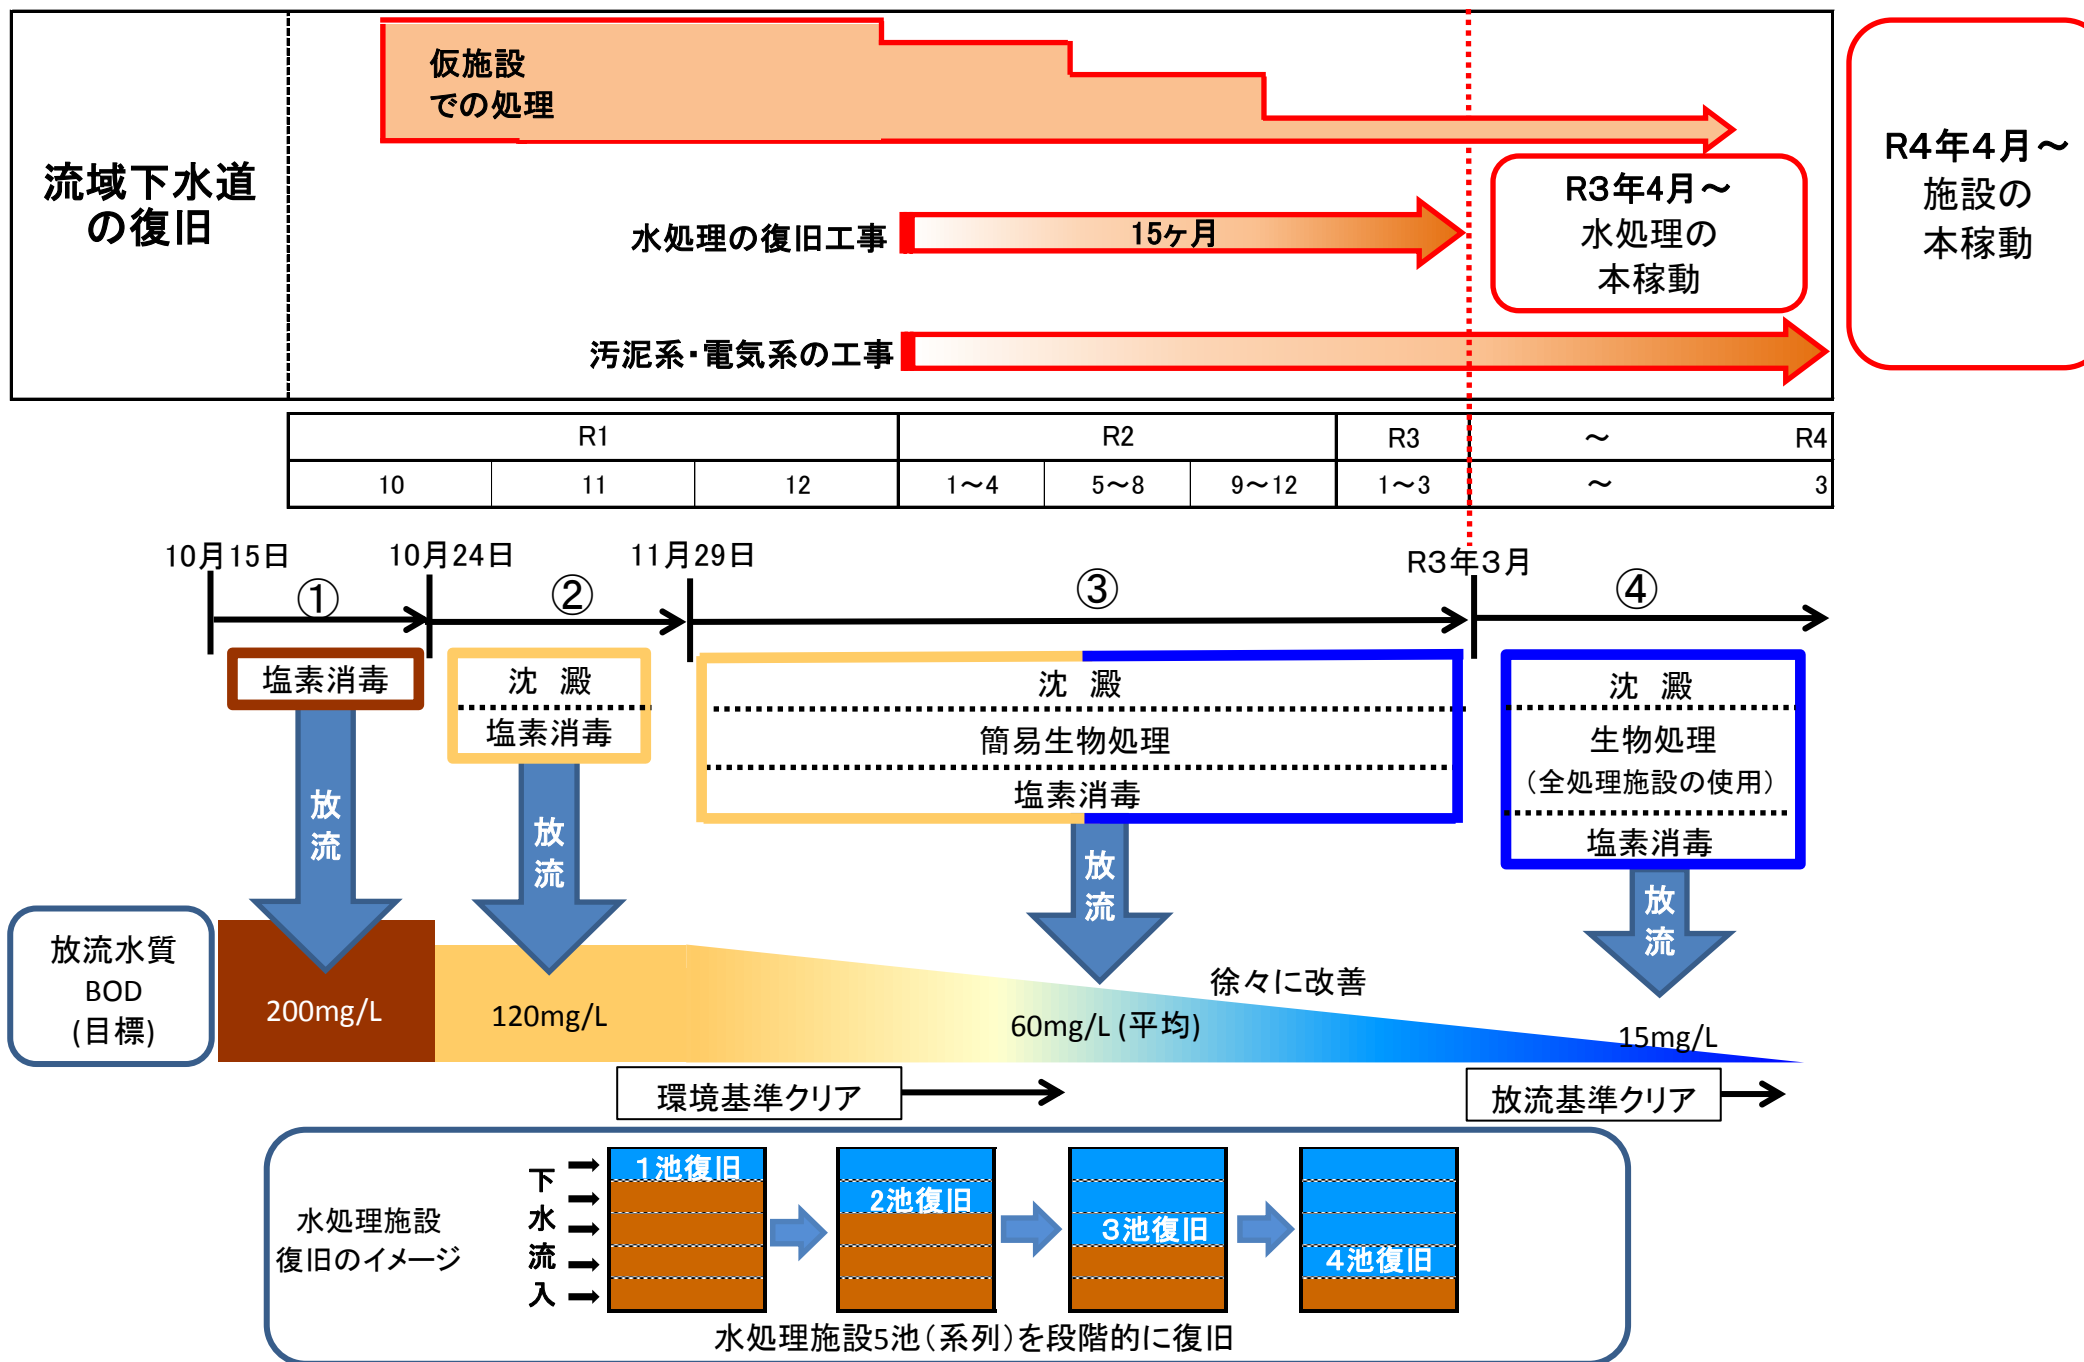 仮施設
での処理
流域下水道
の復旧
水処理の復旧工事
15ヶ月
汚泥系・電気系の工事
R3年4月～
水処理の
本稼動
R4年４月～
施設の
本稼動
R1 R2 R3 ～ R4
10 11 12 1～4 5～8 9～12 1～3 ～ 3
10月15日 10月24日 11月29日 R3年３月
① ② ③ ④
塩素消毒
沈　澱
塩素消毒
沈　澱
簡易生物処理
塩素消毒
沈　澱
生物処理
（全処理施設の使用）
塩素消毒
放流
放流
放流
放流
放流水質
BOD
(目標)
200mg/L
120mg/L
60mg/L (平均)
徐々に改善
15mg/L
環境基準クリア
放流基準クリア
水処理施設
復旧のイメージ
下水流入
１池復旧
2池復旧
３池復旧
４池復旧
水処理施設5池（系列）を段階的に復旧